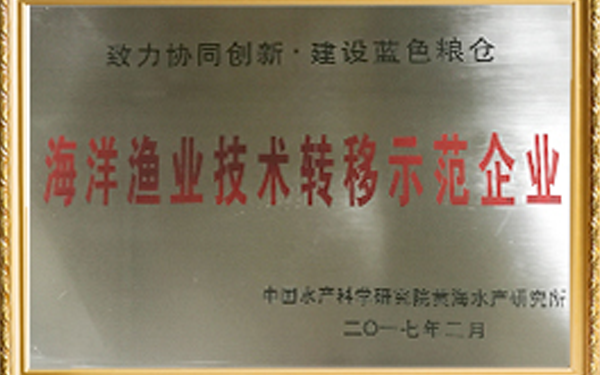 致力协同创新·建设蓝色粮仓
海洋渔业技术转移示范企业
中国水产科学研究院黄海水产研究所
二〇一七年二月